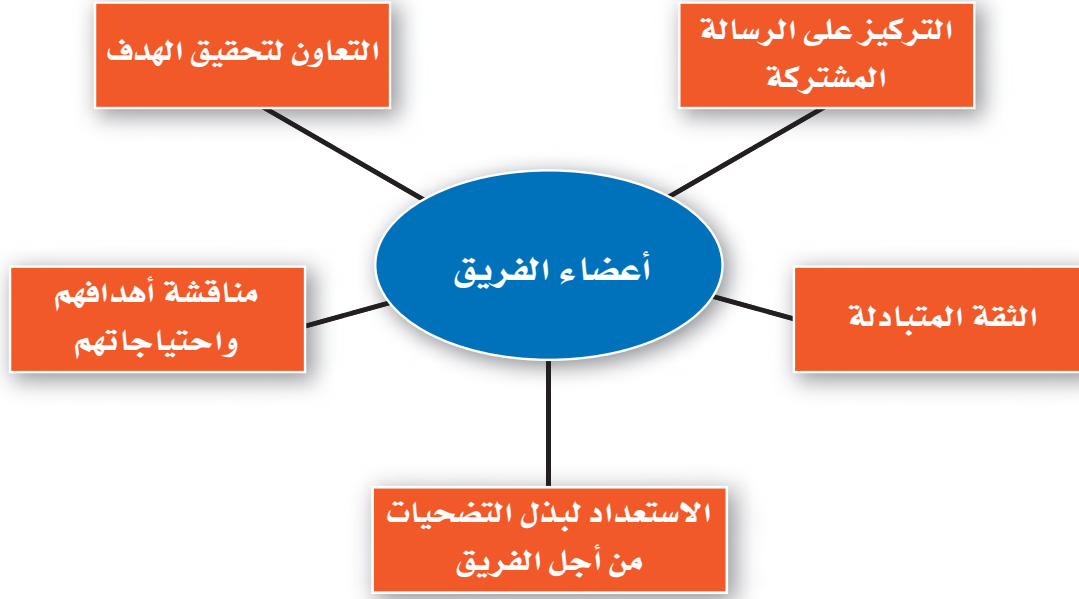 التركيز على الرسالة
المشتركة
التعاون لتحقيق الهدف
أعضاء الفريق
الثقة المتبادلة
مناقشة أهدافهم
واحتياجاتهم
الاستعداد لبذل التضحيات
من أجل الفريق